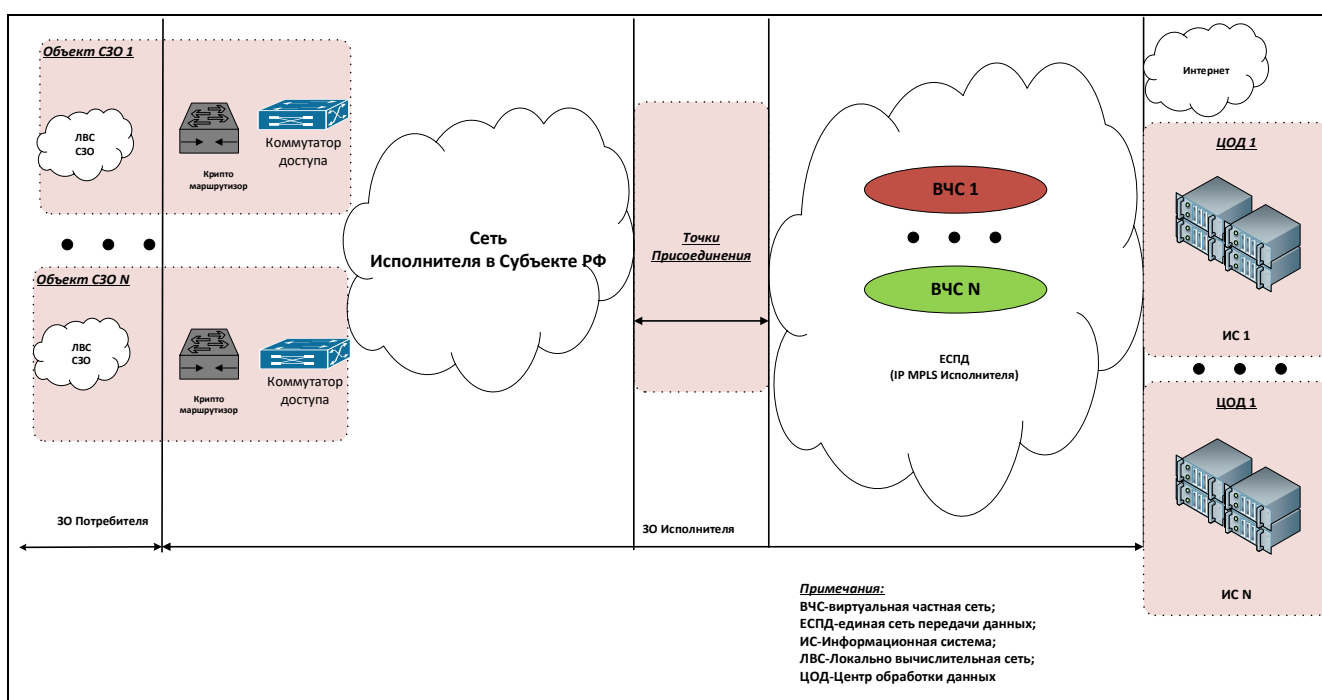 Объект СЗО 1
ЛВС
СЗО
Крипто
маршрутизор
Коммутатор
доступа
Объект СЗО N
ЛВС
СЗО
Крипто
маршрутизор
Коммутатор
доступа
Сеть
Исполнителя в Субъекте РФ
Точки
Присоединения
ВЧС 1
ВЧС N
ЕСПД
(IP MPLS Исполнителя)
Интернет
ЦОД 1
ИС 1
ЦОД 1
ИС N
ЗО Потребителя
ЗО Исполнителя
Примечания:
ВЧС-виртуальная частная сеть;
ЕСПД-единая сеть передачи данных;
ИС-Информационная система;
ЛВС-Локально вычислительная сеть;
ЦОД-Центр обработки данных